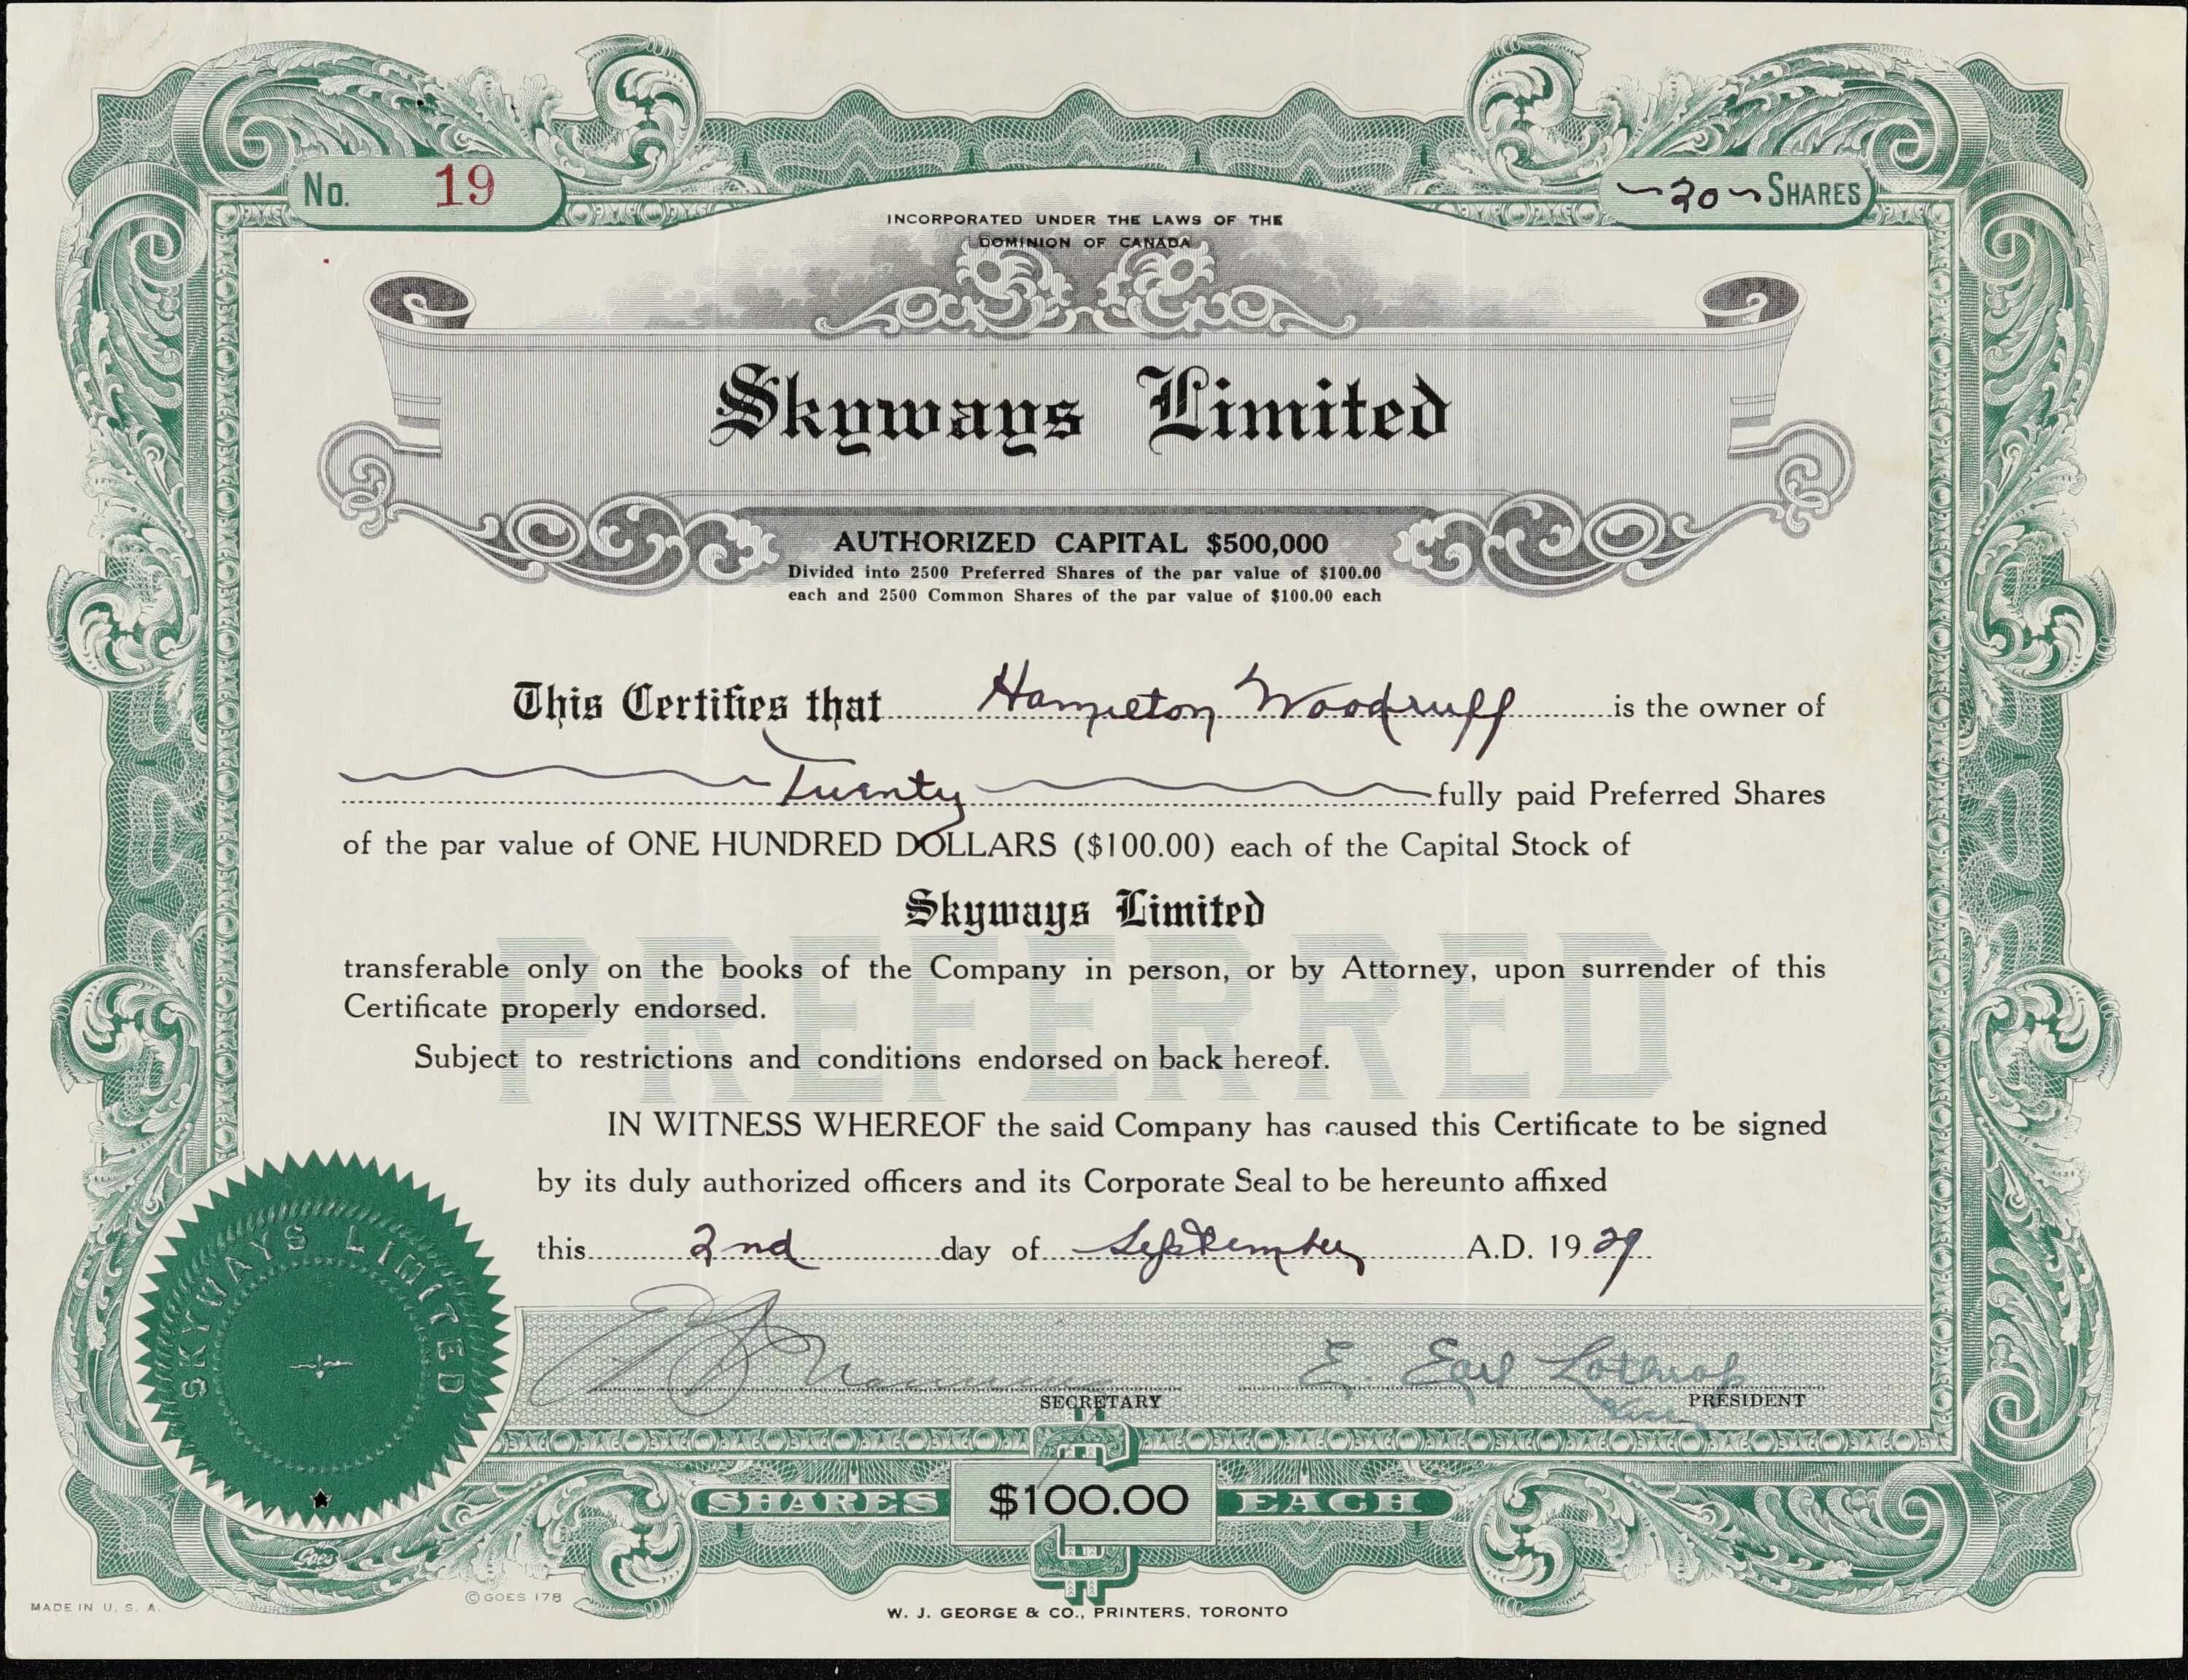 No. 19
~20~ SHARES
INCORPORATED UNDER THE LAWS OF THE
DOMINION OF CANADA
Skyways Limited
AUTHORIZED CAPITAL $500,000
Divided into 2500 Preferred Shares of the par value of $100.00
each and 2500 Common Shares of the par value of $100.00 each
This Certifies that Hamilton Woodruff is the owner of
Twenty fully paid Preferred Shares
of the par value of ONE HUNDRED DOLLARS ($100.00) each of the Capital Stock of
Skyways Limited
PREFERRED
transferable only on the books of the Company in person, or by Attorney, upon surrender of this
Certificate properly endorsed.
Subject to restrictions and conditions endorsed on back hereof.
IN WITNESS WHEREOF the said Company has caused this Certificate to be signed
by its duly authorized officers and its Corporate Seal to be hereunto affixed
this 2nd day of September A.D. 1929
SKYWAYS LIMITED
E. Earl Lothrop
SECRETARY
PRESIDENT
SHARES $100.00 EACH
Goes
© GOES 178
MADE IN U. S. A.
W. J. GEORGE & CO., PRINTERS, TORONTO